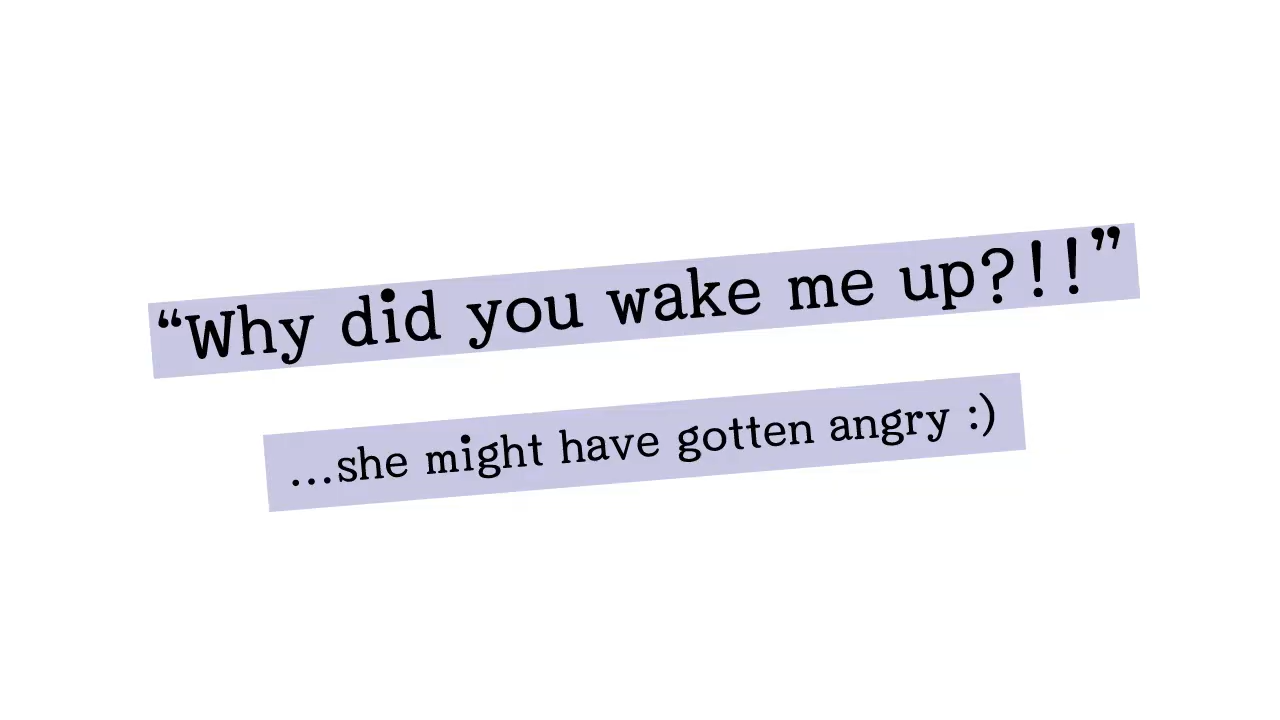 “Why did you wake me up?!!”
...she might have gotten angry :)